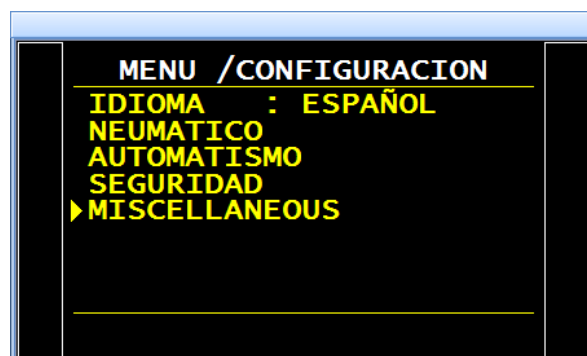 MENU /CONFIGURACION
IDIOMA : ESPAÑOL
NEUMATICO
AUTOMATISMO
SEGURIDAD
MISCELLANEOUS